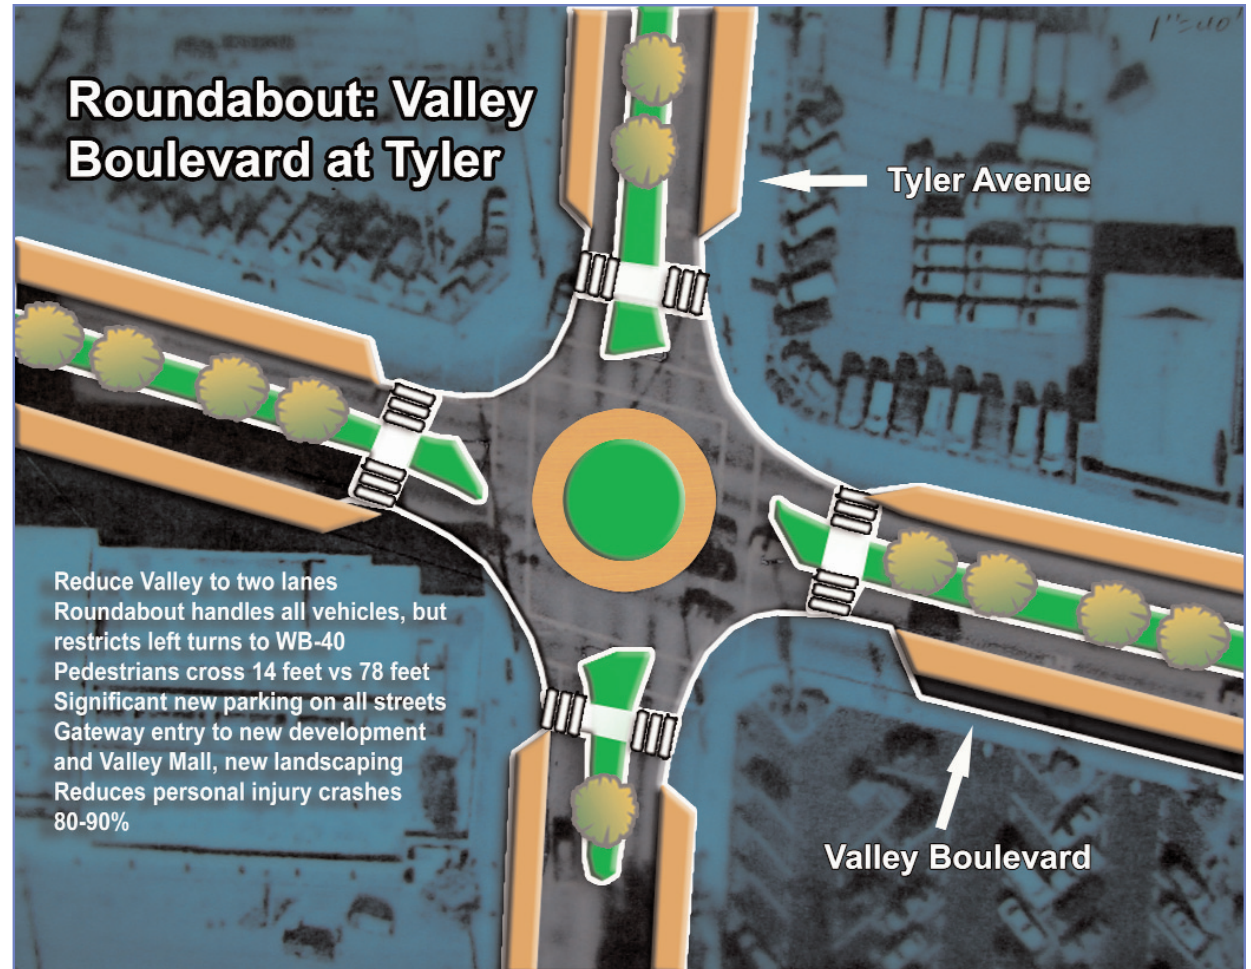 1"=40'
Roundabout: Valley
Boulevard at Tyler
Tyler Avenue
Reduce Valley to two lanes
Roundabout handles all vehicles, but
restricts left turns to WB-40
Pedestrians cross 14 feet vs 78 feet
Significant new parking on all streets
Gateway entry to new development
and Valley Mall, new landscaping
Reduces personal injury crashes
80-90%
Valley Boulevard